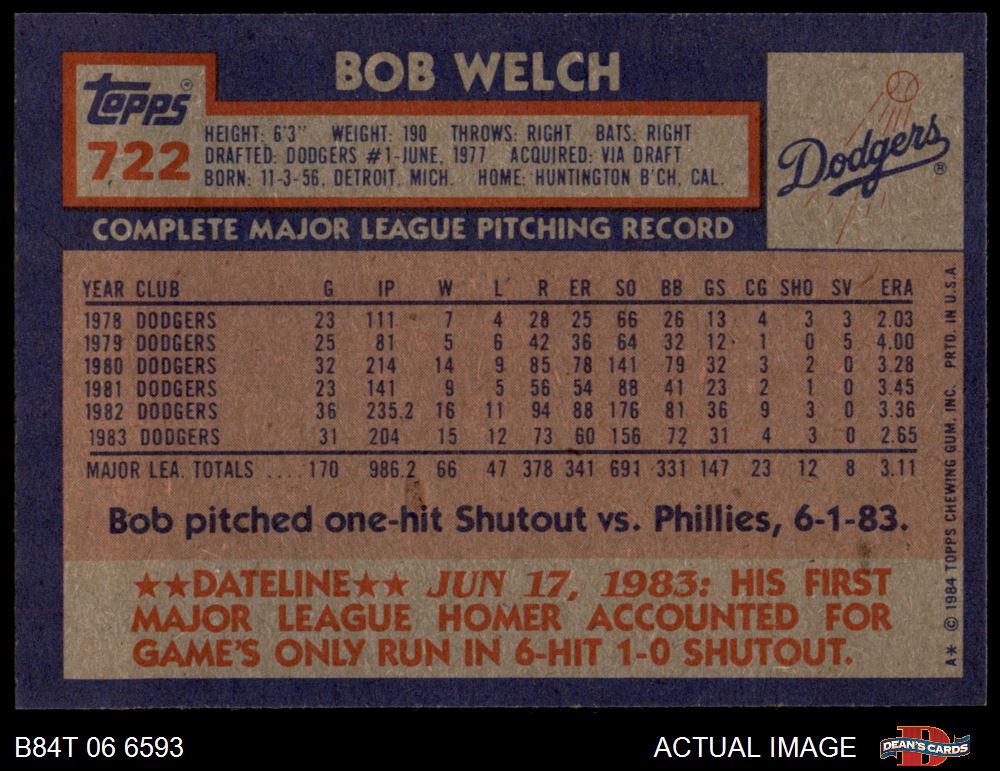 BOB WELCH
Topps®
722
HEIGHT: 6'3" WEIGHT: 190 THROWS: RIGHT BATS: RIGHT
DRAFTED: DODGERS #1-JUNE, 1977 ACQUIRED: VIA DRAFT
BORN: 11-3-56, DETROIT, MICH. HOME: HUNTINGTON B'CH, CAL.
Dodgers®
COMPLETE MAJOR LEAGUE PITCHING RECORD
YEAR CLUB G IP W L R ER SO BB GS CG SHO SV ERA
1978 DODGERS 23 111 7 4 28 25 66 26 13 4 3 3 2.03
1979 DODGERS 25 81 5 6 42 36 64 32 12 1 0 5 4.00
1980 DODGERS 32 214 14 9 85 78 141 79 32 3 2 0 3.28
1981 DODGERS 23 141 9 5 56 54 88 41 23 2 1 0 3.45
1982 DODGERS 36 235.2 16 11 94 88 176 81 36 9 3 0 3.36
1983 DODGERS 31 204 15 12 73 60 156 72 31 4 3 0 2.65
MAJOR LEA. TOTALS .... 170 986.2 66 47 378 341 691 331 147 23 12 8 3.11
Bob pitched one-hit Shutout vs. Phillies, 6-1-83.
★★DATELINE★★ JUN 17, 1983: HIS FIRST
MAJOR LEAGUE HOMER ACCOUNTED FOR
GAME'S ONLY RUN IN 6-HIT 1-0 SHUTOUT.
A* © 1984 TOPPS CHEWING GUM, INC. PRTD. IN U.S.A
B84T 06 6593
ACTUAL IMAGE
D
DEAN'S CARDS